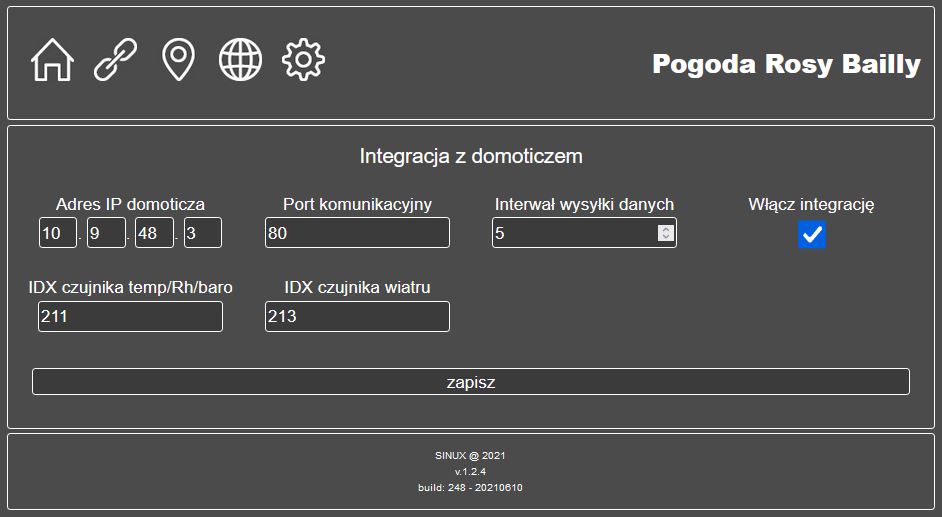 Pogoda Rosy Bailly
Integracja z domoticzem
Adres IP domoticza Port komunikacyjny Interwał wysyłki danych Włącz integrację
10 . 9 . 48 . 3 80 5
IDX czujnika temp/Rh/baro IDX czujnika wiatru
211 213
zapisz
SINUX @ 2021
v.1.2.4
build: 248 - 20210610